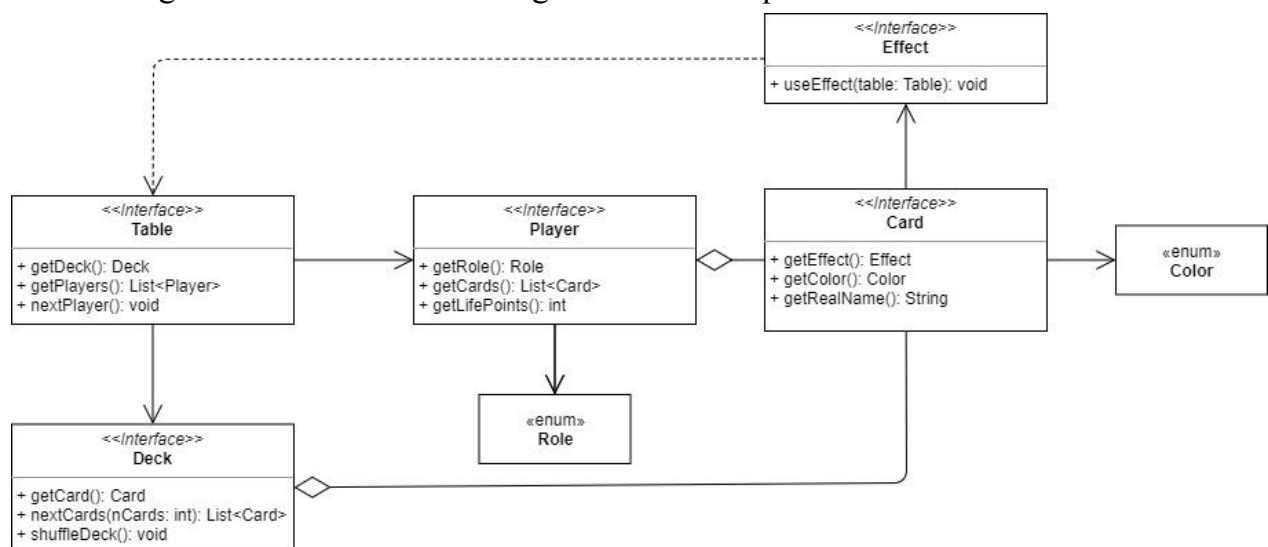 <<Interface>>
Effect
+ useEffect(table: Table): void
<<Interface>>
Table
+ getDeck(): Deck
+ getPlayers(): List<Player>
+ nextPlayer(): void
<<Interface>>
Player
+ getRole(): Role
+ getCards(): List<Card>
+ getLifePoints(): int
<<Interface>>
Card
+ getEffect(): Effect
+ getColor(): Color
+ getRealName(): String
«enum»
Color
«enum»
Role
<<Interface>>
Deck
+ getCard(): Card
+ nextCards(nCards: int): List<Card>
+ shuffleDeck(): void